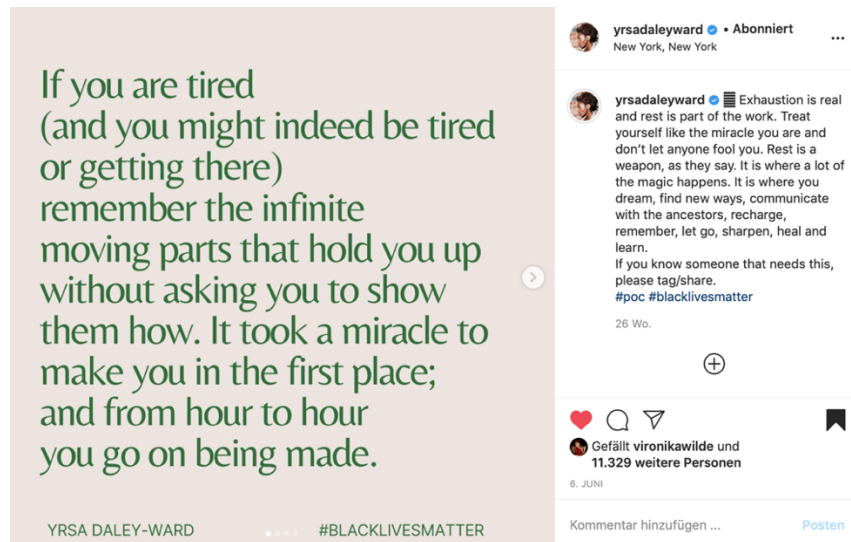 If you are tired
(and you might indeed be tired
or getting there)
remember the infinite
moving parts that hold you up
without asking you to show
them how. It took a miracle to
make you in the first place;
and from hour to hour
you go on being made.
YRSA DALEY-WARD
#BLACKLIVESMATTER
yrsadaleyward • Abonniert
New York, New York
yrsadaleyward Exhaustion is real
and rest is part of the work. Treat
yourself like the miracle you are and
don't let anyone fool you. Rest is a
weapon, as they say. It is where a lot of
the magic happens. It is where you
dream, find new ways, communicate
with the ancestors, recharge,
remember, let go, sharpen, heal and
learn.
If you know someone that needs this,
please tag/share.
#poc #blacklivesmatter
26 Wo.
Gefällt vironikawilde und
11.329 weitere Personen
6. JUNI
Kommentar hinzufügen ...
Posten